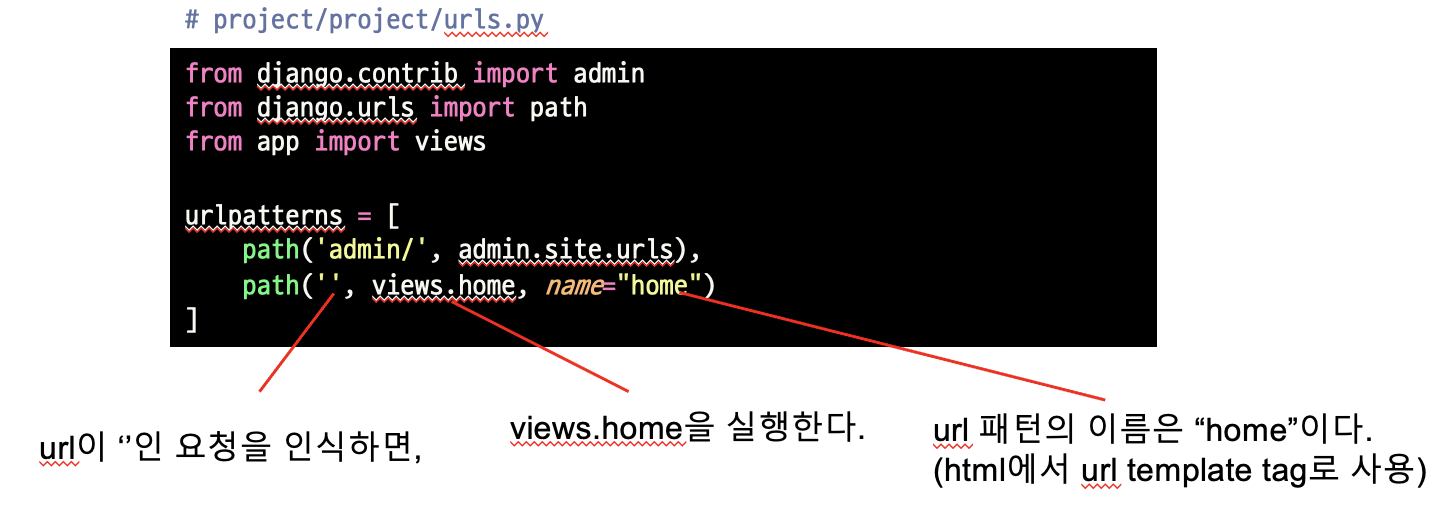 # project/project/urls.py
from django.contrib import admin
from django.urls import path
from app import views
urlpatterns = [
    path('admin/', admin.site.urls),
    path('', views.home, name="home")
]
url이 ‘’인 요청을 인식하면,
views.home을 실행한다.
url 패턴의 이름은 “home”이다.
(html에서 url template tag로 사용)